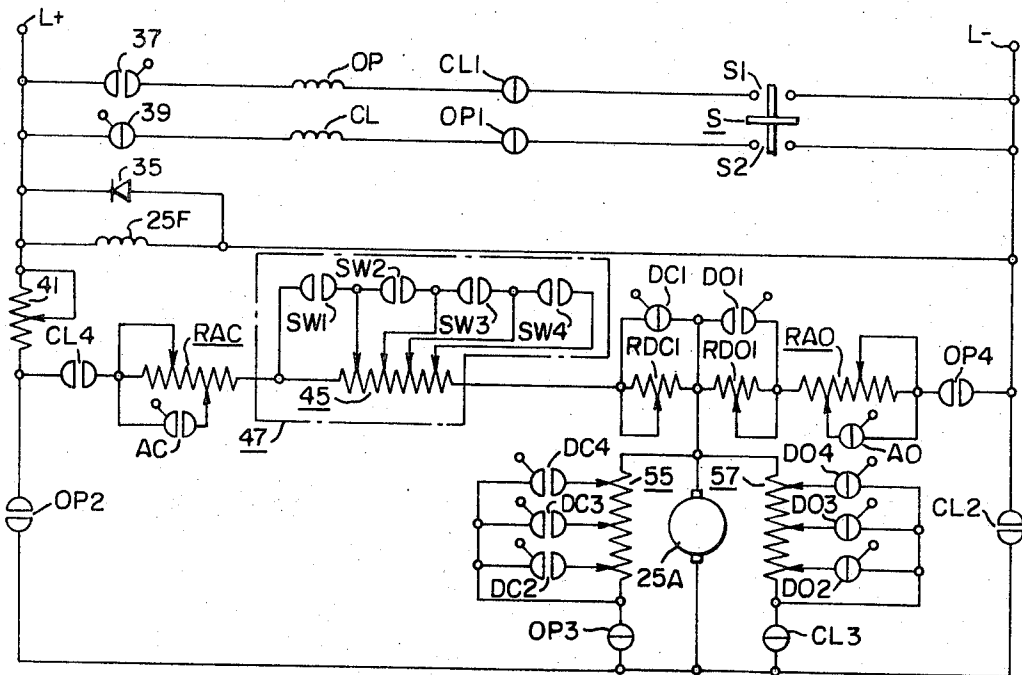 L+
L-
37
OP
CL1
S1
39
CL
OP1
S
S2
35
25F
41
SW2
DC1
DO1
SW1
SW3
SW4
CL4
RAC
RDC1
RDO1
RAO
OP4
45
AC
47
AO
DC4
55
57
DO4
OP2
DC3
DO3
CL2
DC2
25A
DO2
OP3
CL3